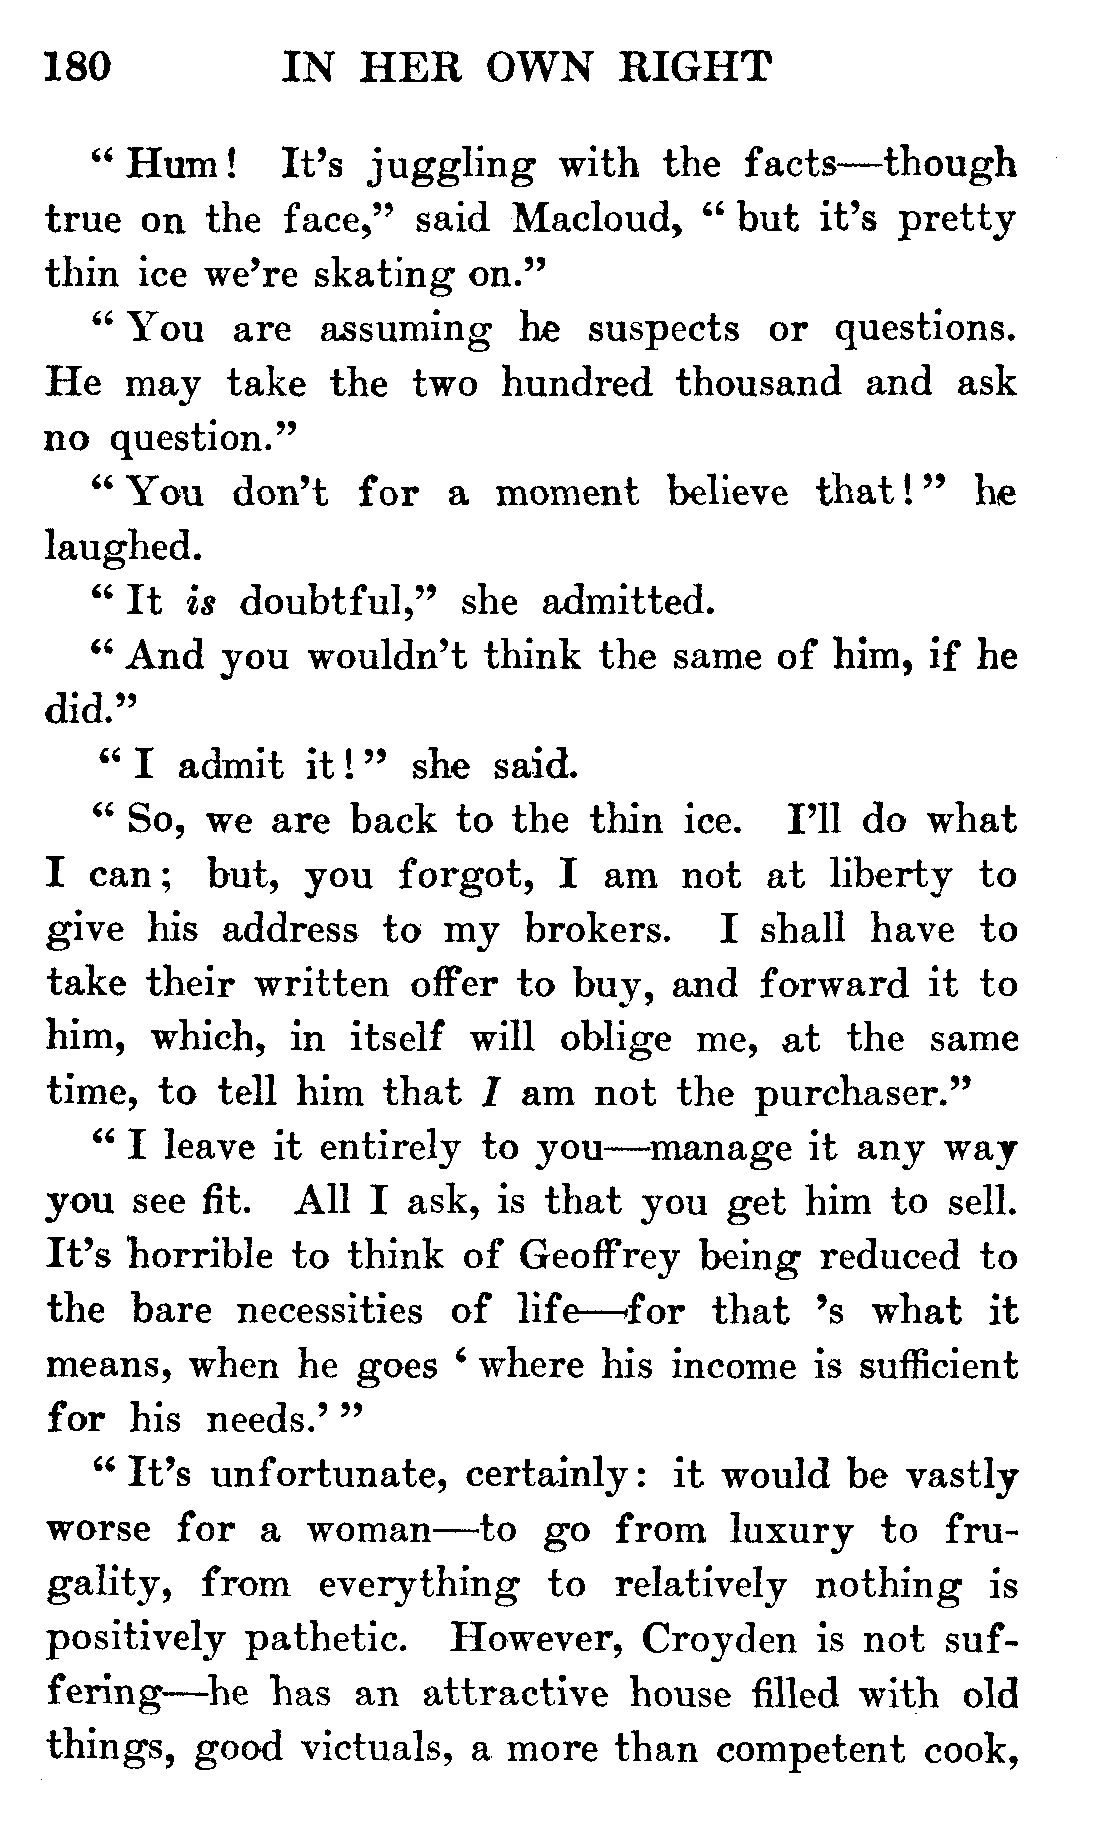 180 IN HER OWN RIGHT
“ Hum! It’s juggling with the facts—though
true on the face,” said Macloud, “ but it’s pretty
thin ice we’re skating on.”
“ You are assuming he suspects or questions.
He may take the two hundred thousand and ask
no question.”
“ You don’t for a moment believe that! ” he
laughed.
“ It is doubtful,” she admitted.
“ And you wouldn’t think the same of him, if he
did.”
“ I admit it! ” she said.
“ So, we are back to the thin ice. I’ll do what
I can; but, you forgot, I am not at liberty to
give his address to my brokers. I shall have to
take their written offer to buy, and forward it to
him, which, in itself will oblige me, at the same
time, to tell him that I am not the purchaser.”
“ I leave it entirely to you—manage it any way
you see fit. All I ask, is that you get him to sell.
It’s horrible to think of Geoffrey being reduced to
the bare necessities of life—for that ’s what it
means, when he goes ‘ where his income is sufficient
for his needs.’ ”
“ It’s unfortunate, certainly: it would be vastly
worse for a woman—to go from luxury to fru-
gality, from everything to relatively nothing is
positively pathetic. However, Croyden is not suf-
fering—he has an attractive house filled with old
things, good victuals, a more than competent cook,